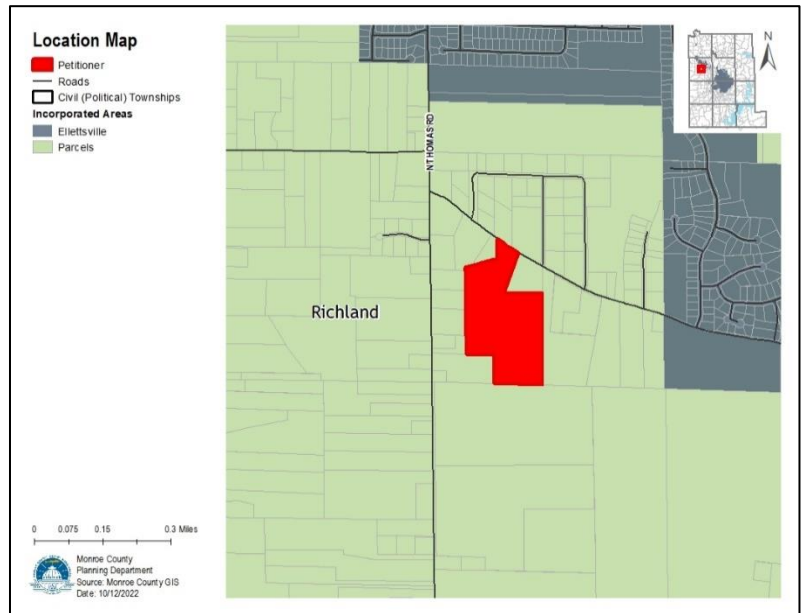 Location Map
Petitioner
Roads
Civil (Political) Townships
Incorporated Areas
Ellettsville
Parcels
N
N THOMAS RD
Richland
0 0.075 0.15 0.3 Miles
Monroe County
Planning Department
Source: Monroe County GIS
Date: 10/12/2022